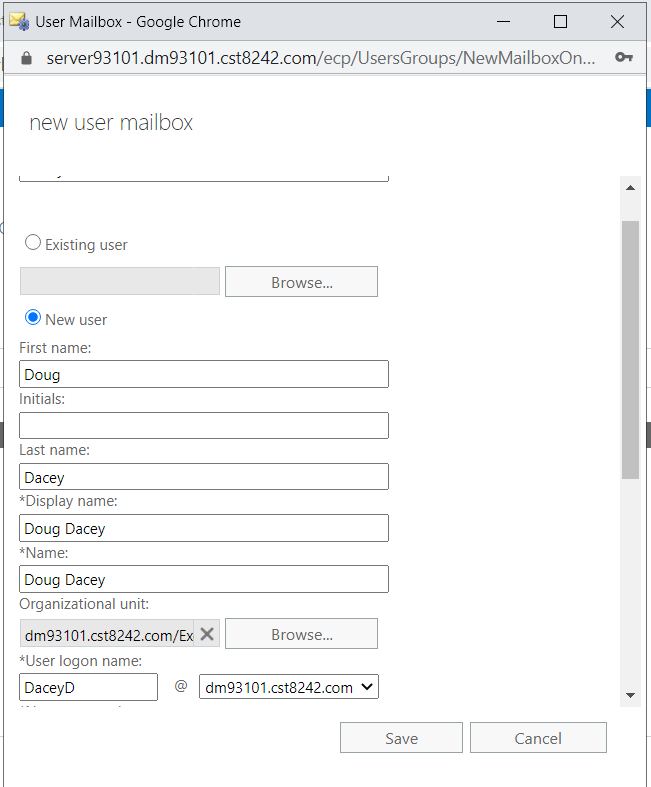 User Mailbox - Google Chrome
server93101.dm93101.cst8242.com/ecp/UsersGroups/NewMailboxOn...
new user mailbox
Existing user
Browse...
New user
First name:
Doug
Initials:
Last name:
Dacey
*Display name:
Doug Dacey
*Name:
Doug Dacey
Organizational unit:
dm93101.cst8242.com/Ex
Browse...
*User logon name:
DaceyD @ dm93101.cst8242.com
Save Cancel